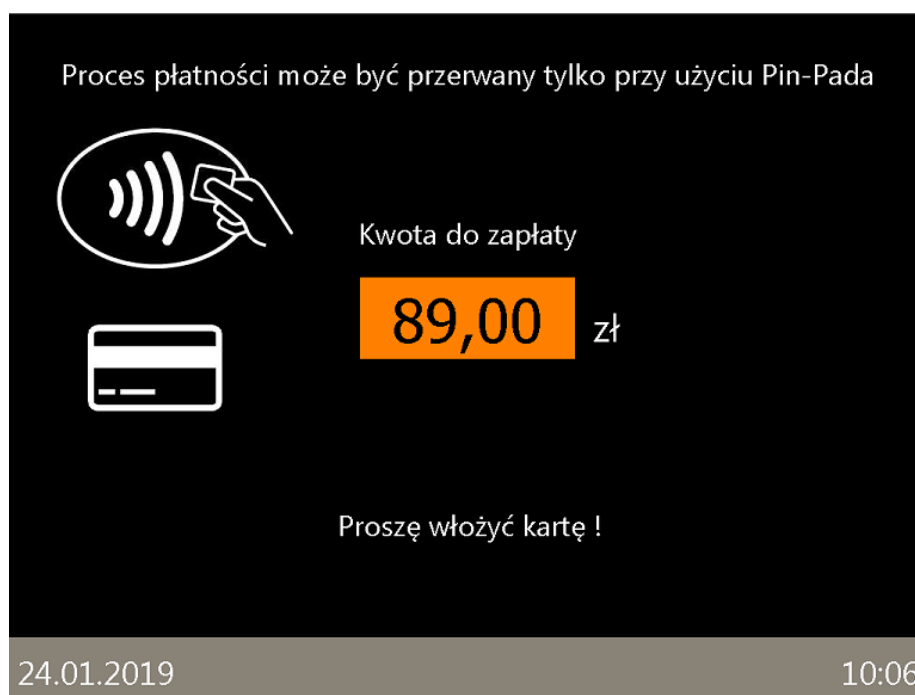 Proces płatności może być przerwany tylko przy użyciu Pin-Pada
Kwota do zapłaty
89,00 zł
Proszę włożyć kartę !
24.01.2019 10:06